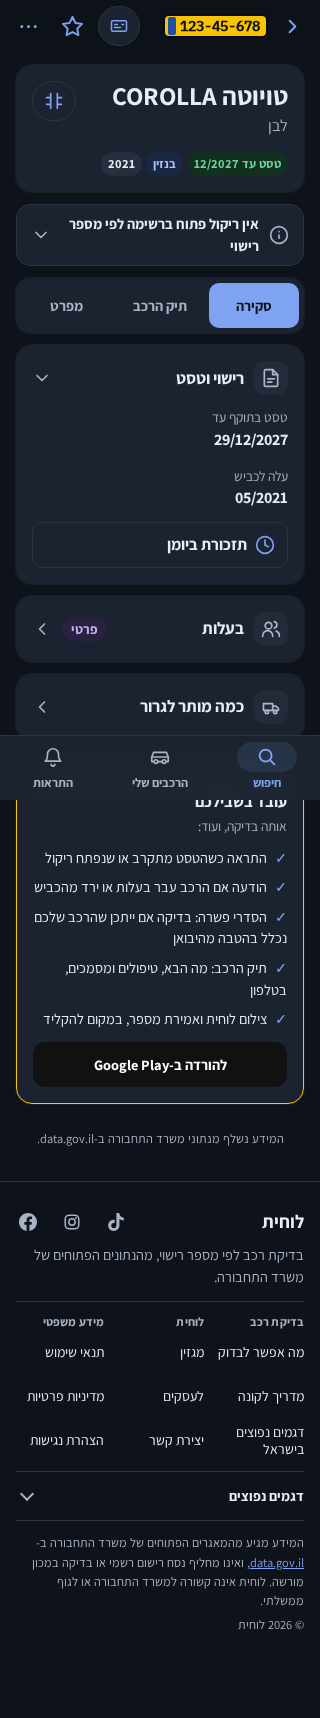 123-45-678
טויוטה COROLLA
לבן
טסט עד 12/2027
בנזין
2021
אין ריקול פתוח ברשימה לפי מספר
רישוי
סקירה
תיק הרכב
מפרט
רישוי וטסט
טסט בתוקף עד
29/12/2027
עלה לכביש
05/2021
תזכורת ביומן
בעלות
פרטי
כמה מותר לגרור
חיפוש
הרכבים שלי
התראות
עובד בשבילכם
אותה בדיקה, ועוד:
✓ התראה כשהטסט מתקרב או שנפתח ריקול
✓ הודעה אם הרכב עבר בעלות או ירד מהכביש
✓ הסדרי פשרה: בדיקה אם ייתכן שהרכב שלכם
נכלל בהטבה מהיבואן
✓ תיק הרכב: מה הבא, טיפולים ומסמכים,
בטלפון
✓ צילום לוחית ואמירת מספר, במקום להקליד
להורדה ב-Google Play
המידע נשלף מנתוני משרד התחבורה ב-data.gov.il.
לוחית
בדיקת רכב לפי מספר רישוי, מהנתונים הפתוחים של
משרד התחבורה.
בדיקת רכב
לוחית
מידע משפטי
מה אפשר לבדוק
מגזין
תנאי שימוש
מדריך לקונה
לעסקים
מדיניות פרטיות
דגמים נפוצים
בישראל
יצירת קשר
הצהרת נגישות
דגמים נפוצים
המידע מגיע מהמאגרים הפתוחים של משרד התחבורה ב-
data.gov.il, ואינו מחליף נסח רישום רשמי או בדיקה במכון
מורשה. לוחית אינה קשורה למשרד התחבורה או לגוף
ממשלתי.
© 2026 לוחית